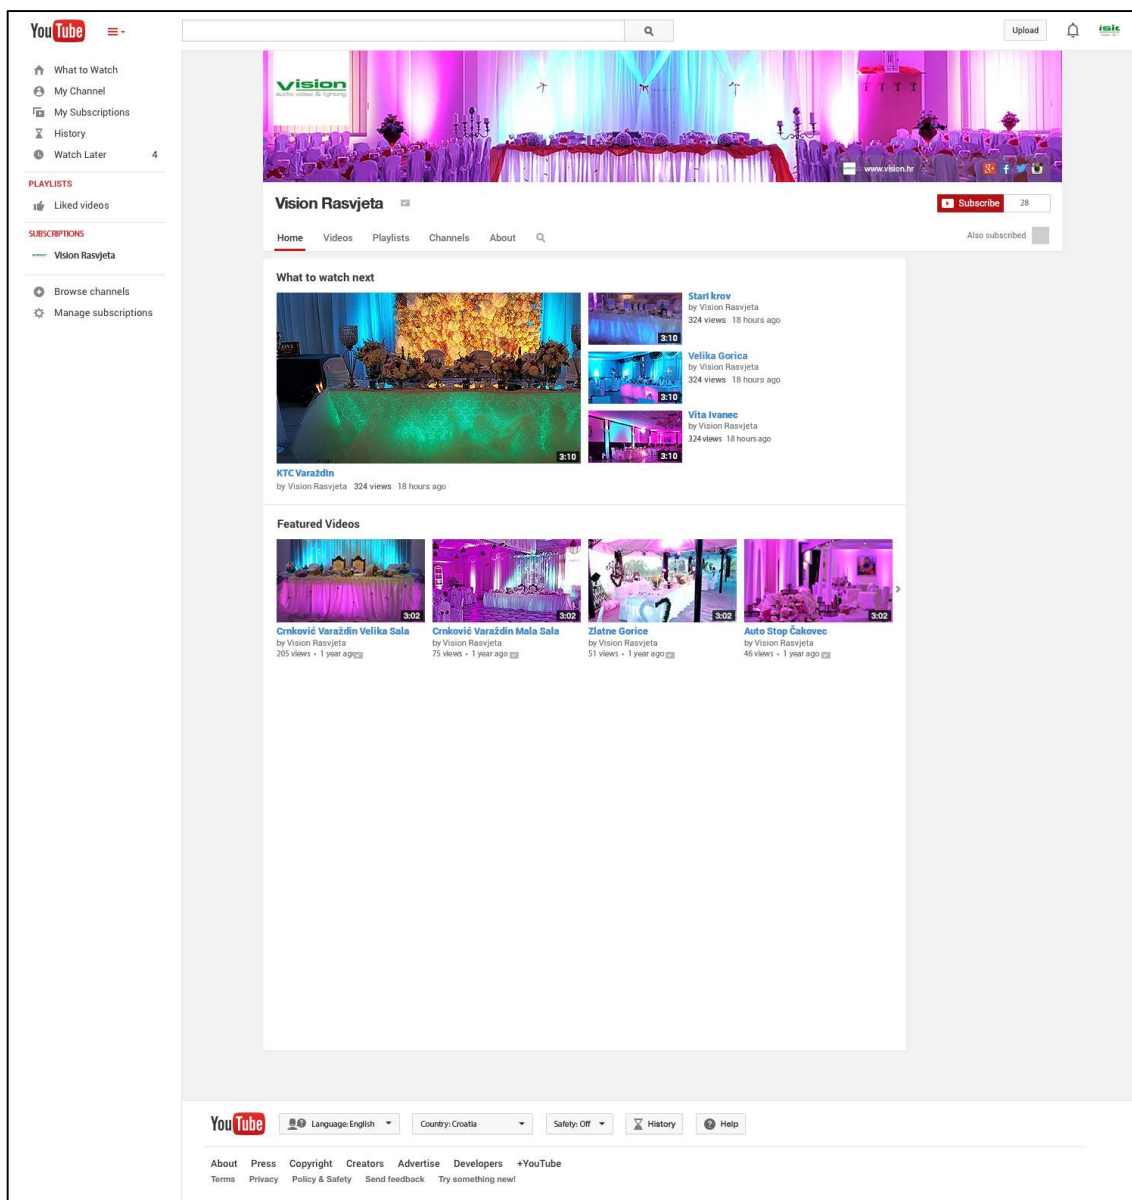 YouTube
Upload
isic
What to Watch
My Channel
My Subscriptions
History
Watch Later 4
PLAYLISTS
Liked videos
SUBSCRIPTIONS
Vision Rasvjeta
Browse channels
Manage subscriptions
vision
audio video & lighting
www.vision.hr
Vision Rasvjeta
Subscribe 28
Home Videos Playlists Channels About
Also subscribed
What to watch next
3:10
KTC Varaždin
by Vision Rasvjeta 324 views 18 hours ago
3:10
Stari krov
by Vision Rasvjeta
324 views 18 hours ago
3:10
Velika Gorica
by Vision Rasvjeta
324 views 18 hours ago
3:10
Vita Ivanec
by Vision Rasvjeta
324 views 18 hours ago
Featured Videos
3:02 3:02 3:02 3:02
Crnković Varaždin Velika Sala Crnković Varaždin Mala Sala Zlatne Gorice Auto Stop Čakovec
by Vision Rasvjeta by Vision Rasvjeta by Vision Rasvjeta by Vision Rasvjeta
205 views • 1 year ago 75 views • 1 year ago 51 views • 1 year ago 46 views • 1 year ago
YouTube Language: English Country: Croatia Safety: Off History Help
About Press Copyright Creators Advertise Developers +YouTube
Terms Privacy Policy & Safety Send feedback Try something new!